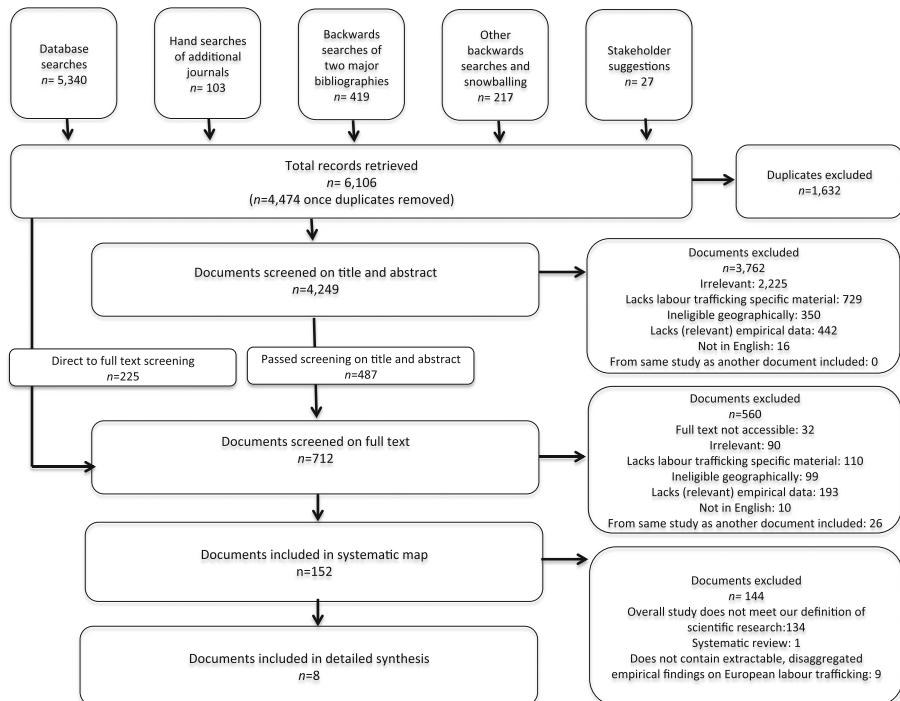 Database
searches
n= 5,340
Hand searches
of additional
journals
n= 103
Backwards
searches of
two major
bibliographies
n= 419
Other
backwards
searches and
snowballing
n= 217
Stakeholder
suggestions
n= 27
Total records retrieved
n= 6,106
(n=4,474 once duplicates removed)
Duplicates excluded
n=1,632
Documents screened on title and abstract
n=4,249
Documents excluded
n=3,762
Irrelevant: 2,225
Lacks labour trafficking specific material: 729
Ineligible geographically: 350
Lacks (relevant) empirical data: 442
Not in English: 16
From same study as another document included: 0
Direct to full text screening
n=225
Passed screening on title and abstract
n=487
Documents screened on full text
n=712
Documents excluded
n=560
Full text not accessible: 32
Irrelevant: 90
Lacks labour trafficking specific material: 110
Ineligible geographically: 99
Lacks (relevant) empirical data: 193
Not in English: 10
From same study as another document included: 26
Documents included in systematic map
n=152
Documents excluded
n= 144
Overall study does not meet our definition of
scientific research:134
Systematic review: 1
Does not contain extractable, disaggregated
empirical findings on European labour trafficking: 9
Documents included in detailed synthesis
n=8